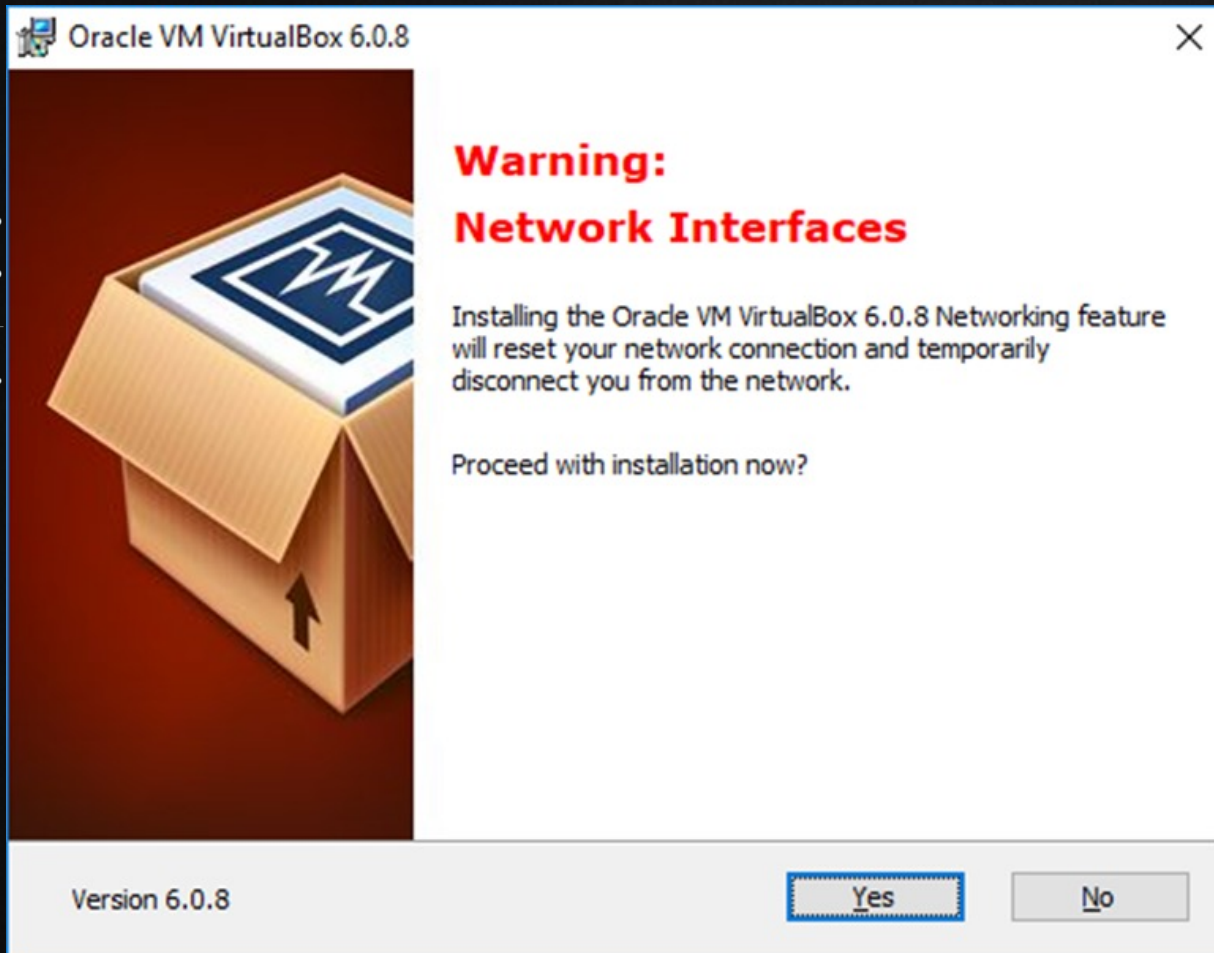 Oracle VM VirtualBox 6.0.8
Warning:
Network Interfaces
Installing the Oracle VM VirtualBox 6.0.8 Networking feature
will reset your network connection and temporarily
disconnect you from the network.
Proceed with installation now?
Version 6.0.8
Yes
No